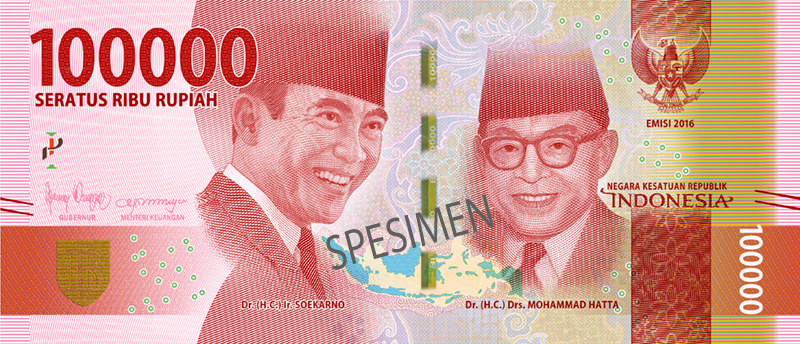 100000
SERATUS RIBU RUPIAH
EMISI 2016
GUBERNUR
MENTERI KEUANGAN
NEGARA KESATUAN REPUBLIK
INDONESIA
SPESIMEN
100000
Dr. (H.C.) Ir. SOEKARNO
Dr. (H.C.) Drs. MOHAMMAD HATTA